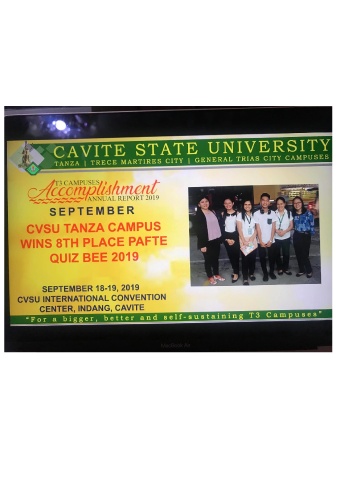 CAVITE STATE UNIVERSITY
TANZA | TRECE MARTIRES CITY | GENERAL TRIAS CITY CAMPUSES
T3 CAMPUSES
Accomplishment
ANNUAL REPORT 2019
SEPTEMBER
CVSU TANZA CAMPUS
WINS 8TH PLACE PAFTE
QUIZ BEE 2019
SEPTEMBER 18-19, 2019
CVSU INTERNATIONAL CONVENTION
CENTER, INDANG, CAVITE
"For a bigger, better and self-sustaining T3 Campuses"